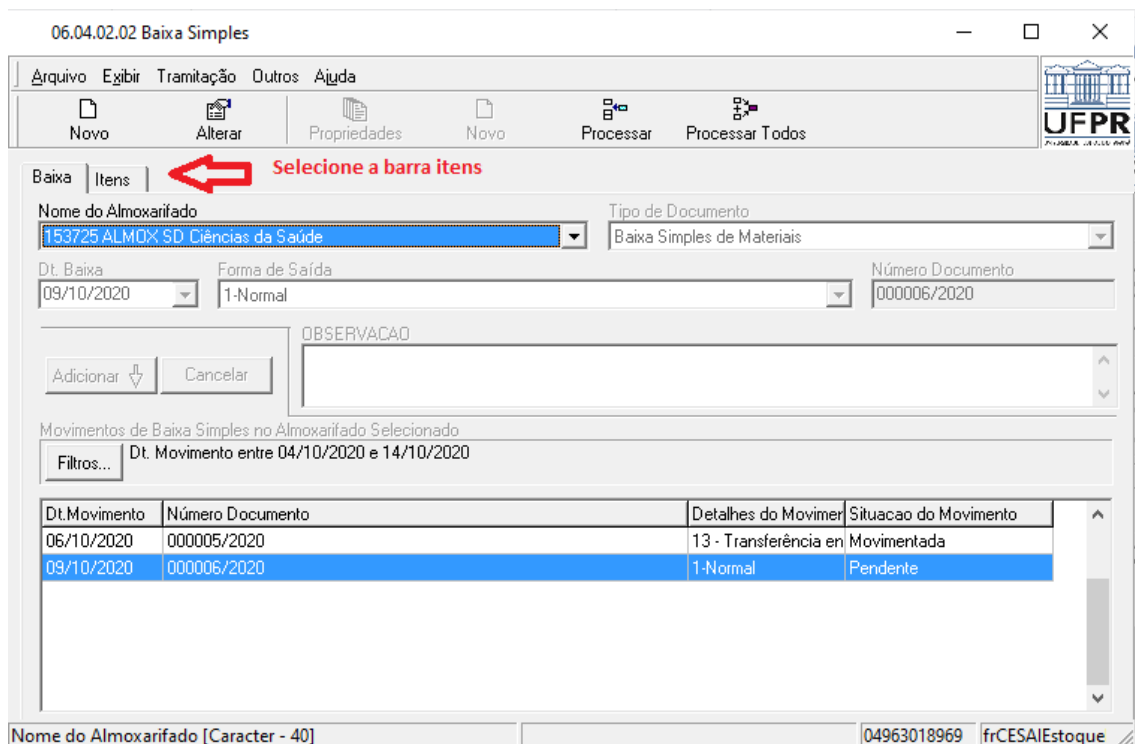 06.04.02.02 Baixa Simples
Arquivo Exibir Tramitação Outros Ajuda
Novo Alterar Propriedades Novo Processar Processar Todos
UFPR
Baixa Itens Selecione a barra itens
Nome do Almoxarifado Tipo de Documento
153725 ALMOX SD Ciências da Saúde Baixa Simples de Materiais
Dt. Baixa Forma de Saída Número Documento
09/10/2020 1-Normal 000006/2020
OBSERVACAO
Adicionar Cancelar
Movimentos de Baixa Simples no Almoxarifado Selecionado
Filtros... Dt. Movimento entre 04/10/2020 e 14/10/2020
Dt.Movimento Número Documento Detalhes do Movimer Situacao do Movimento
06/10/2020 000005/2020 13 - Transferência en Movimentada
09/10/2020 000006/2020 1-Normal Pendente
Nome do Almoxarifado [Caracter - 40] 04963018969 frCESAIEstoque